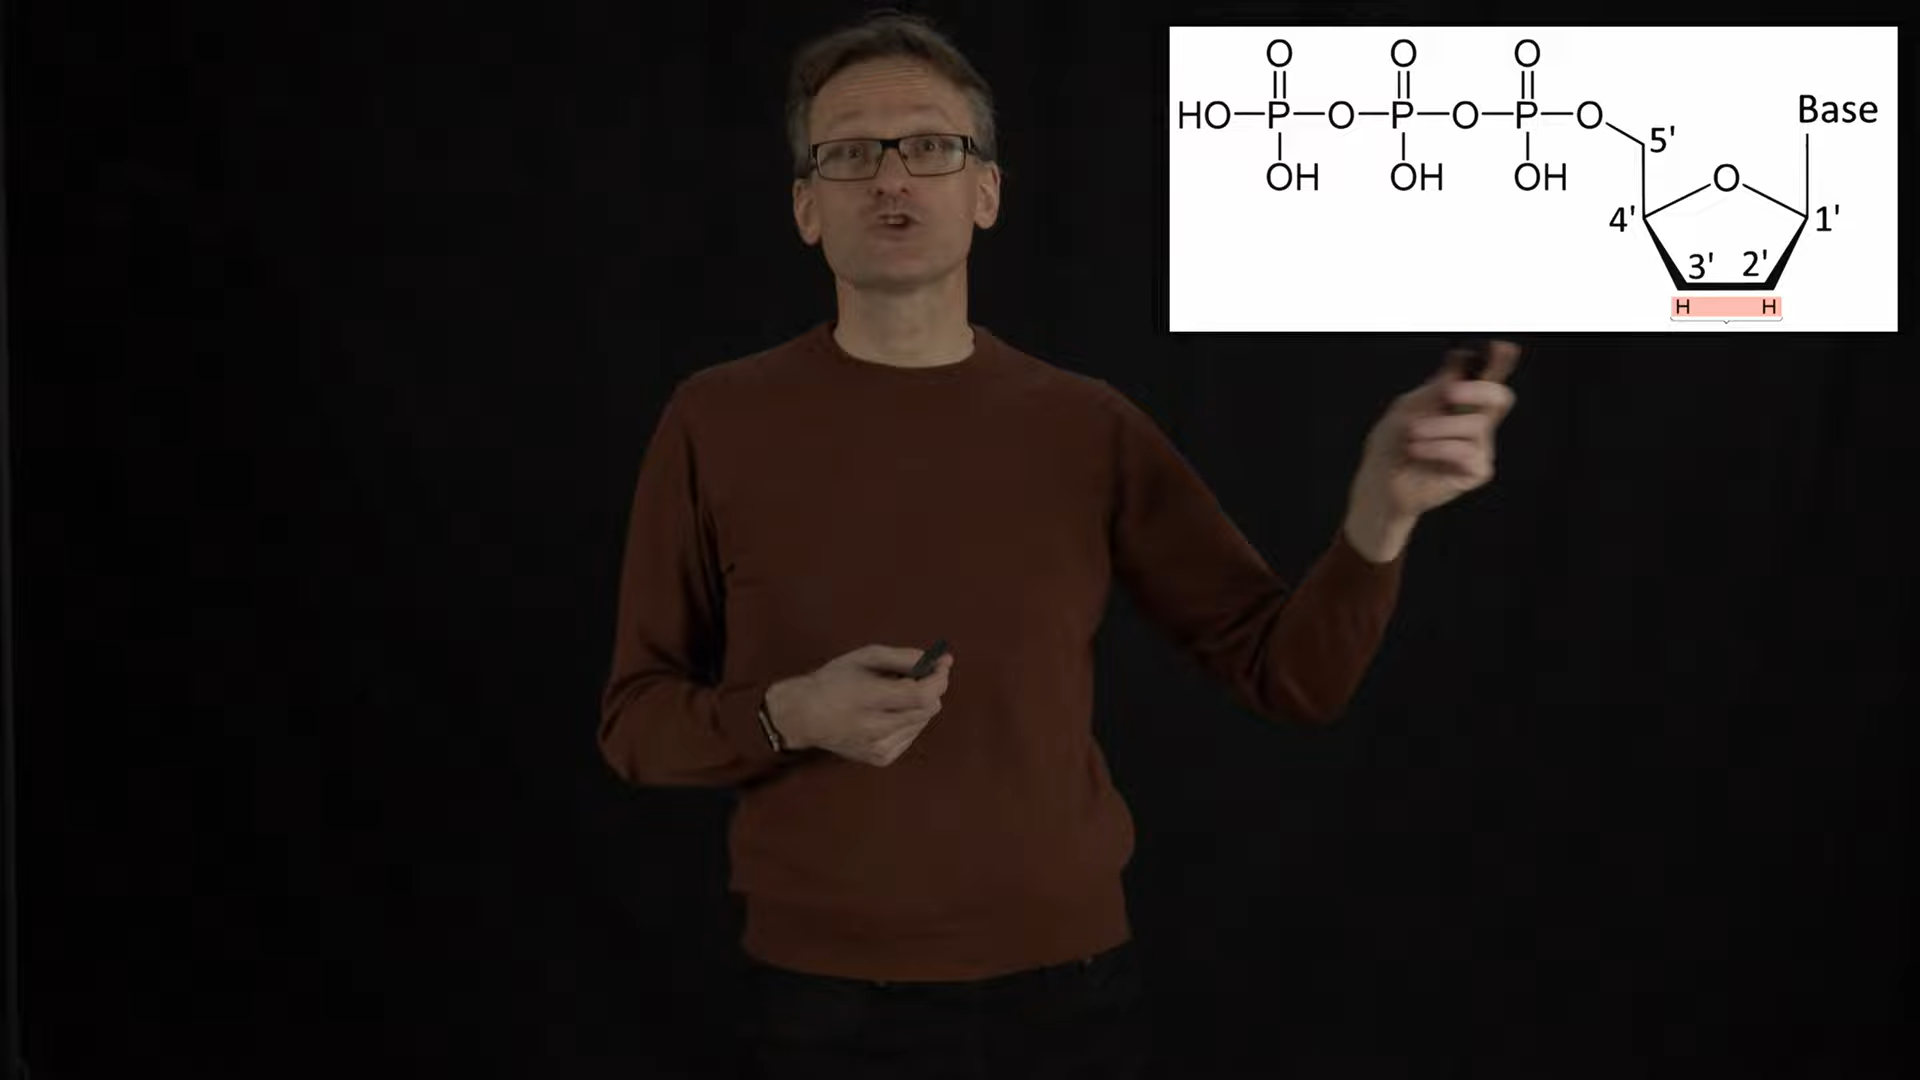 O O O
HO P O P O P O Base
5'
OH OH OH O
4' 1'
3' 2'
H H